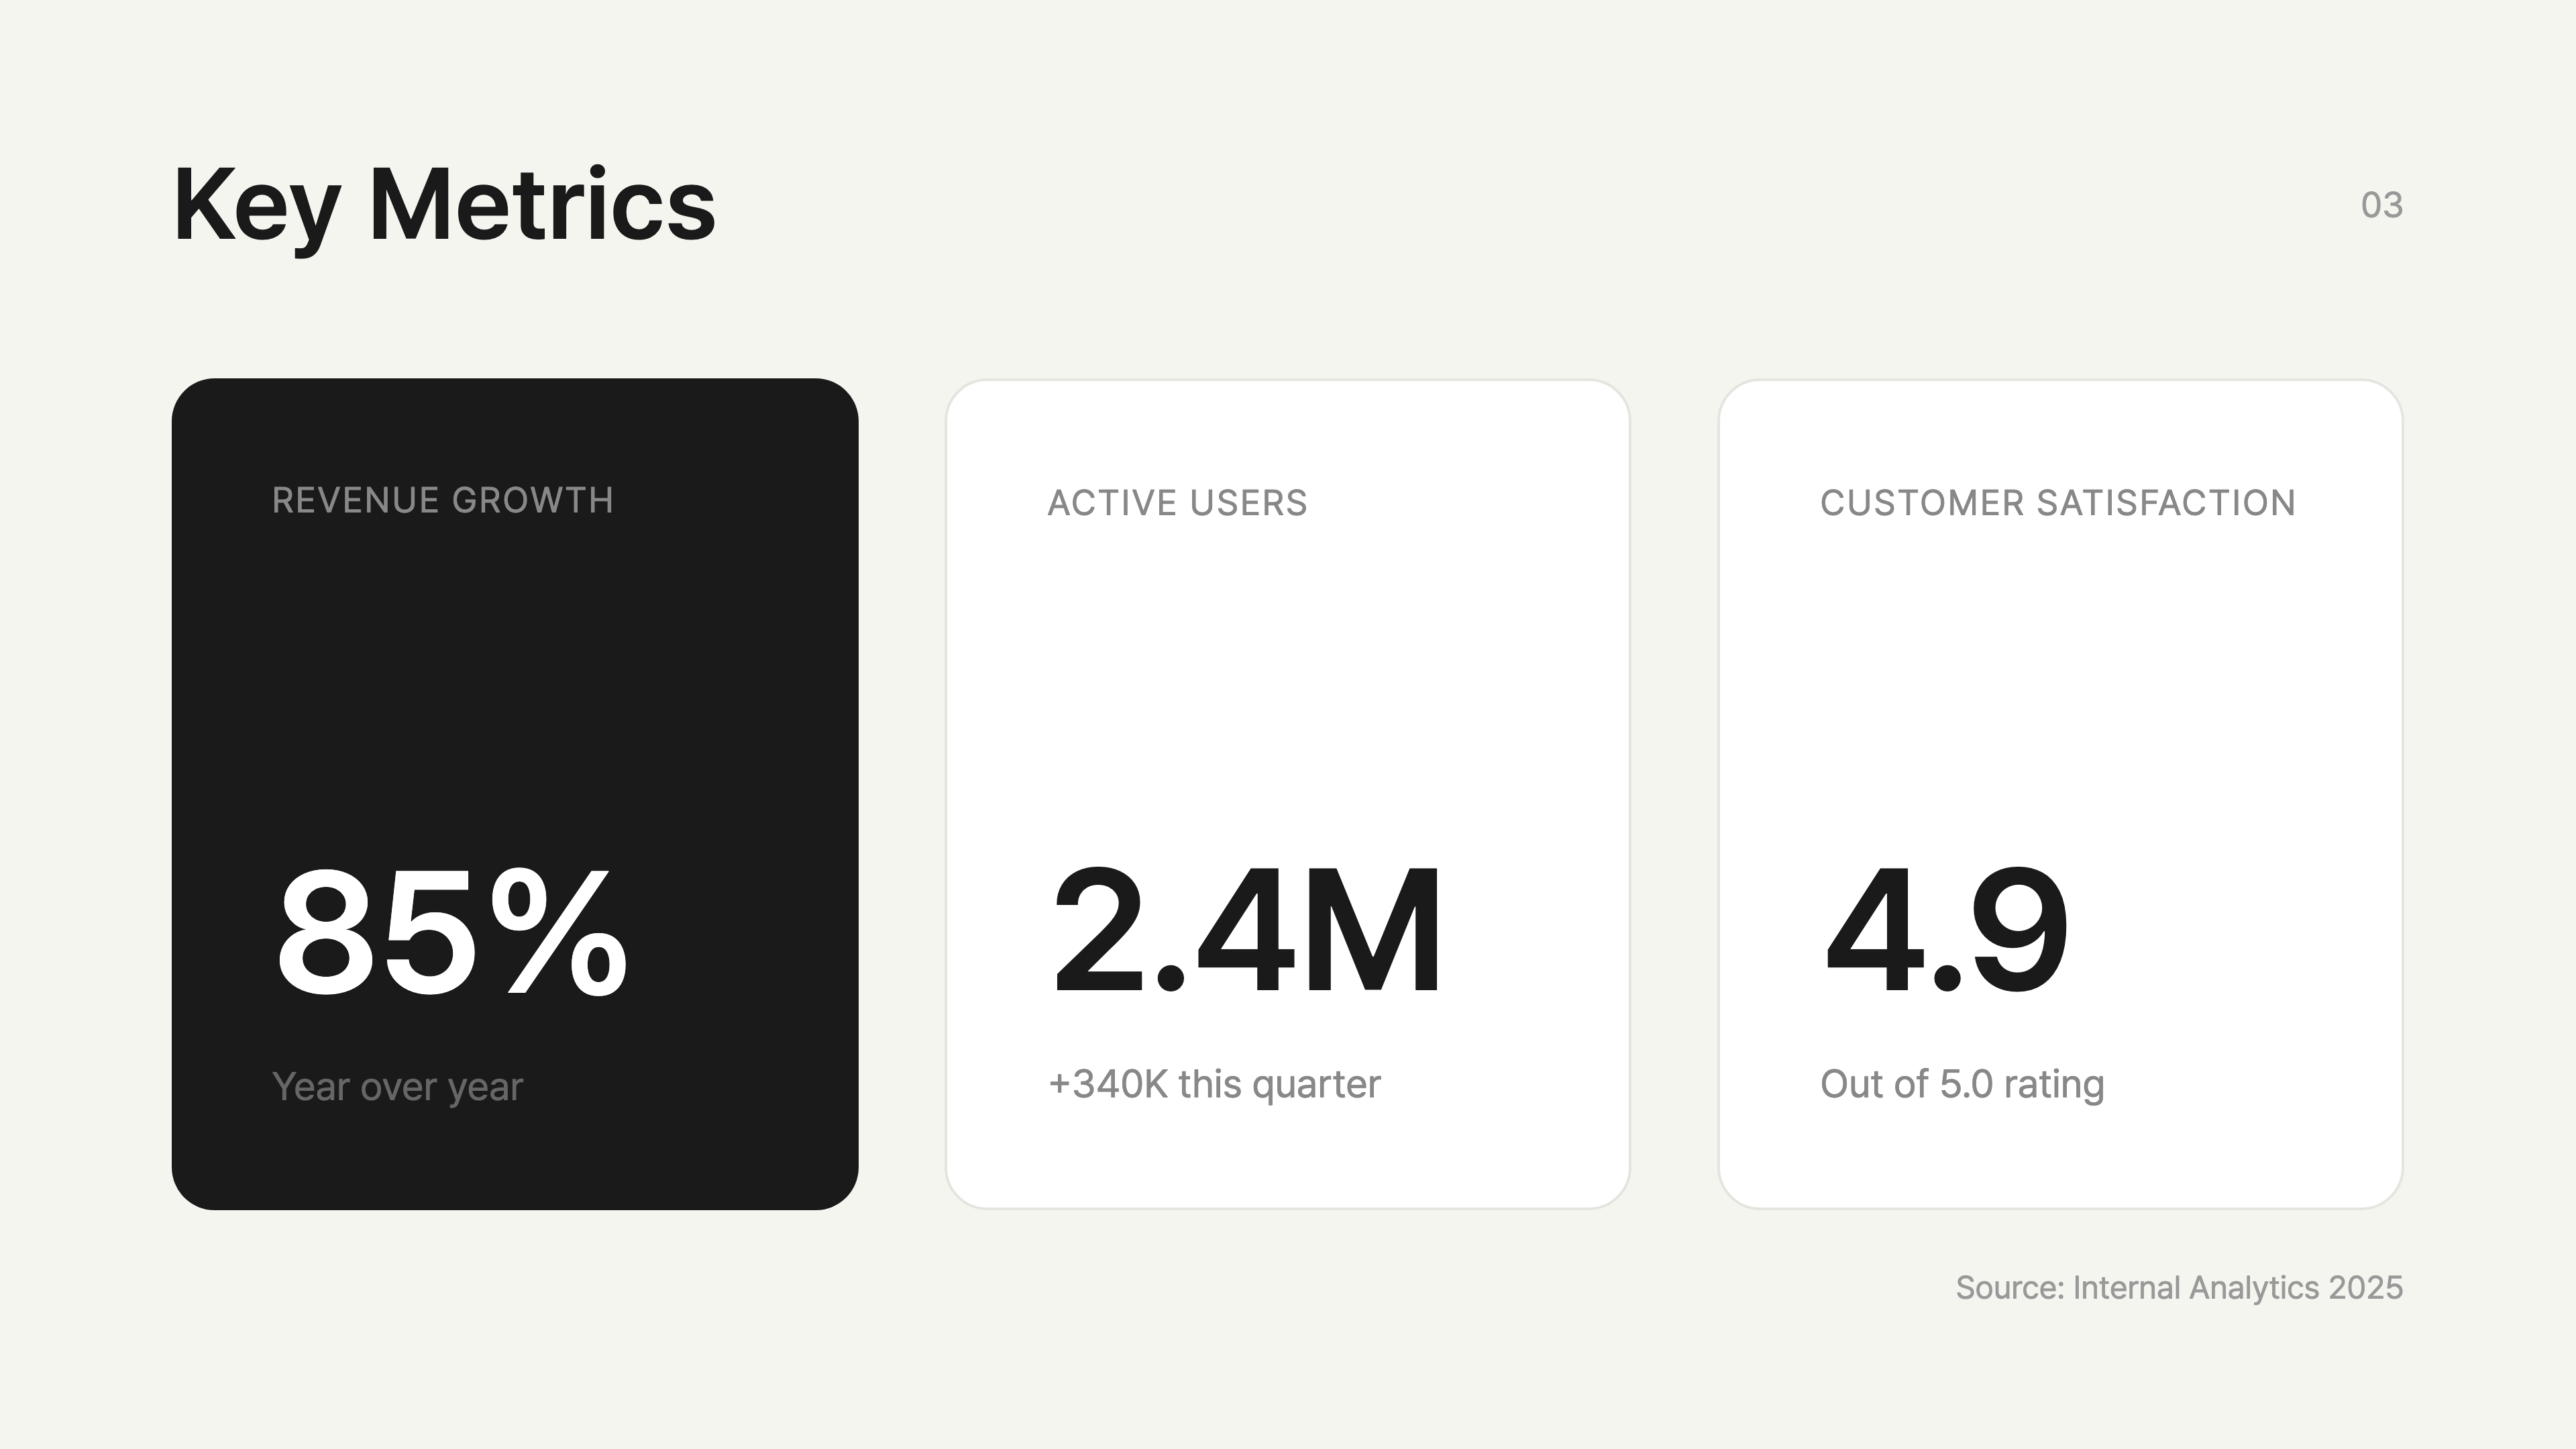 Key Metrics
03
REVENUE GROWTH
85%
Year over year
ACTIVE USERS
2.4M
+340K this quarter
CUSTOMER SATISFACTION
4.9
Out of 5.0 rating
Source: Internal Analytics 2025